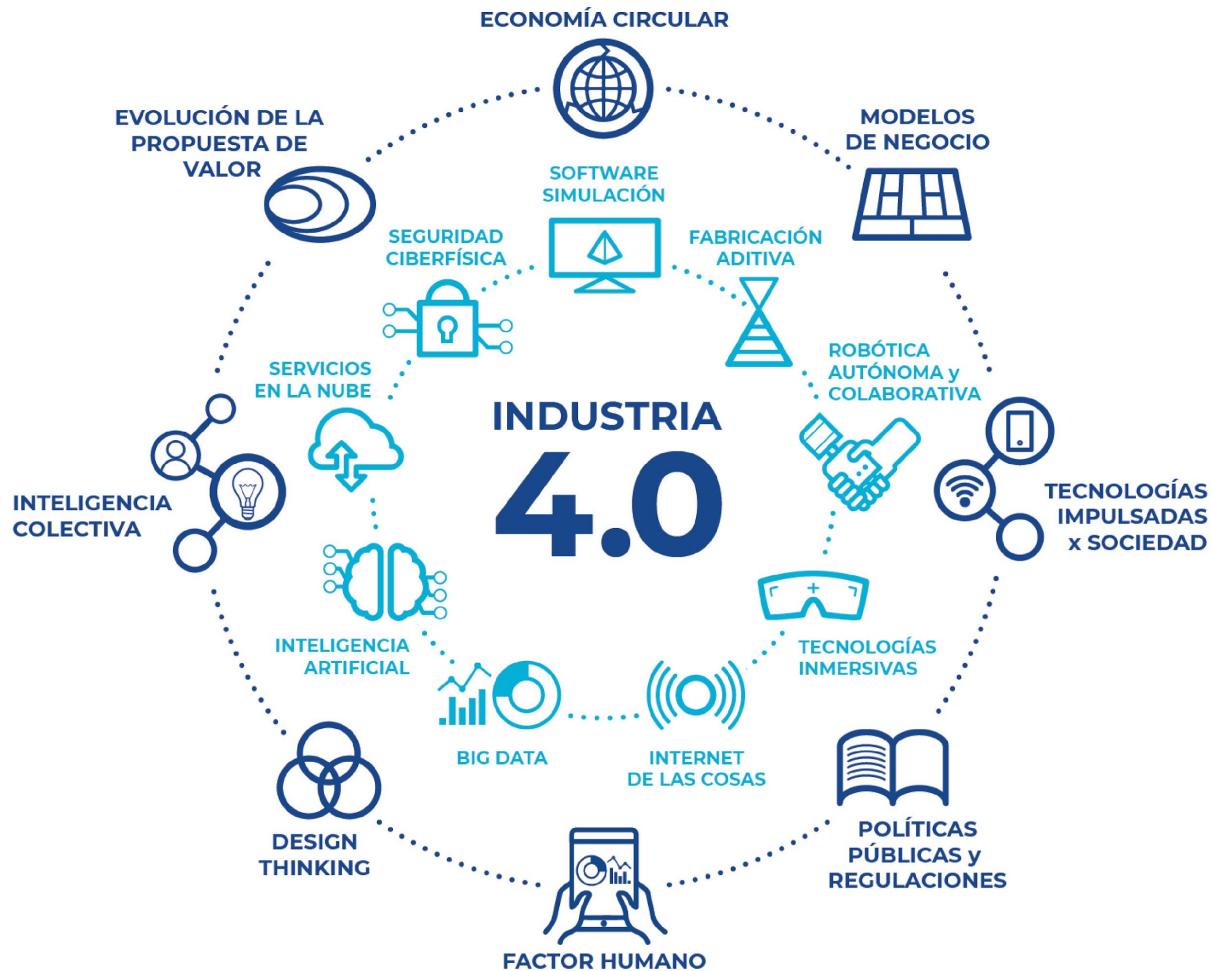 ECONOMÍA CIRCULAR
EVOLUCIÓN DE LA
PROPUESTA DE
VALOR
MODELOS
DE NEGOCIO
SOFTWARE
SIMULACIÓN
SEGURIDAD
CIBERFÍSICA
FABRICACIÓN
ADITIVA
SERVICIOS
EN LA NUBE
ROBÓTICA
AUTÓNOMA y
COLABORATIVA
INDUSTRIA
4.0
INTELIGENCIA
COLECTIVA
TECNOLOGÍAS
IMPULSADAS
x SOCIEDAD
INTELIGENCIA
ARTIFICIAL
TECNOLOGÍAS
INMERSIVAS
BIG DATA
INTERNET
DE LAS COSAS
DESIGN
THINKING
POLÍTICAS
PÚBLICAS y
REGULACIONES
FACTOR HUMANO